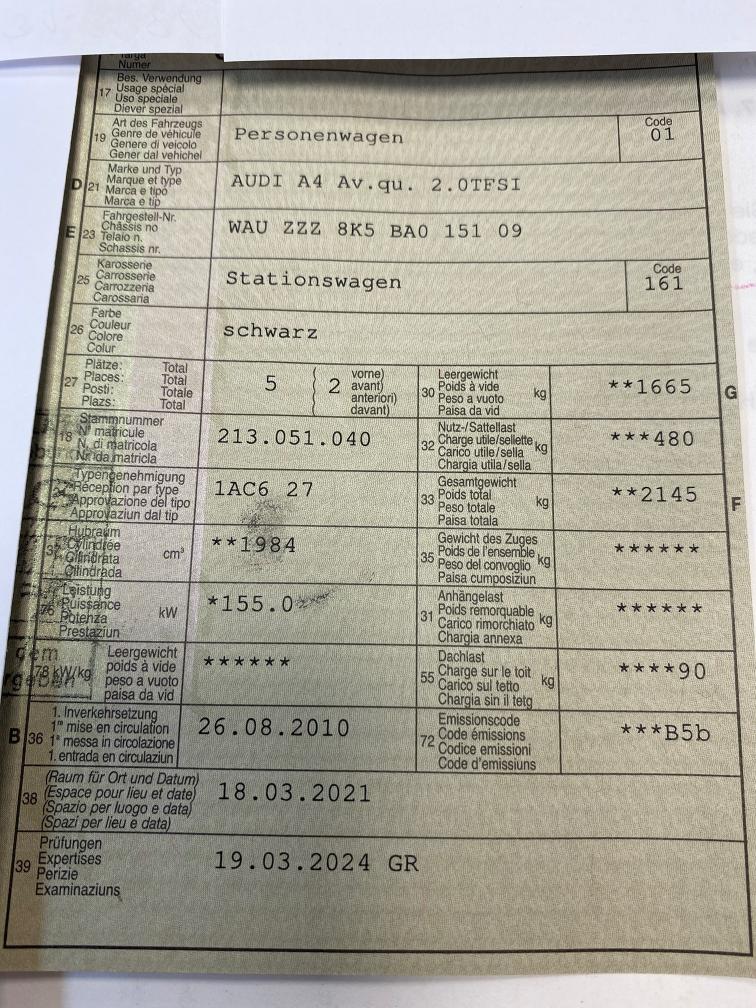 Targa
Numer
17 Bes. Verwendung
Usage spécial
Uso speciale
Diever spezial
19 Art des Fahrzeugs
Genre de véhicule
Genere di veicolo
Gener dal vehichel
Personenwagen
Code
01
D 21 Marke und Typ
Marque et type
Marca e tipo
Marca e tip
AUDI A4 Av.qu. 2.0TFSI
E 23 Fahrgestell-Nr.
Châssis no
Telaio n.
Schassis nr.
WAU ZZZ 8K5 BA0 151 09
25 Karosserie
Carrosserie
Carrozzeria
Carossaria
Stationswagen
Code
161
26 Farbe
Couleur
Colore
Colur
schwarz
27 Plätze: Total
Places: Total
Posti: Totale
Plazs: Total
5 ( 2 vorne)
avant)
anteriori)
davant)
30 Leergewicht
Poids à vide
Peso a vuoto
Paisa da vid
kg
**1665
G
18 Stammnummer
N° matricule
N. di matricola
Nr. da matricla
213.051.040
32 Nutz-/Sattellast
Charge utile/sellette
Carico utile/sella
Chargia utila/sella
kg
***480
Typengenehmigung
Réception par type
Approvazione del tipo
Approvaziun dal tip
1AC6 27
33 Gesamtgewicht
Poids total
Peso totale
Paisa totala
kg
**2145
F
37 Hubraum
Cylindrée
Cilindrata
Cilindrada
cm³
**1984
35 Gewicht des Zuges
Poids de l'ensemble
Peso del convoglio
Paisa cumposiziun
kg
******
76 Leistung
Puissance
Potenza
Prestaziun
kW
*155.0
31 Anhängelast
Poids remorquable
Carico rimorchiato
Chargia annexa
kg
******
dem
78 kW/kg
Leergewicht
poids à vide
peso a vuoto
paisa da vid
******
55 Dachlast
Charge sur le toit
Carico sul tetto
Chargia sin il tetg
kg
****90
B 36 1. Inverkehrsetzung
1re mise en circulation
1a messa in circolazione
1. entrada en circulaziun
26.08.2010
72 Emissionscode
Code émissions
Codice emissioni
Code d'emissiuns
***B5b
38 (Raum für Ort und Datum)
(Espace pour lieu et date)
(Spazio per luogo e data)
(Spazi per lieu e data)
18.03.2021
39 Prüfungen
Expertises
Perizie
Examinaziuns
19.03.2024 GR